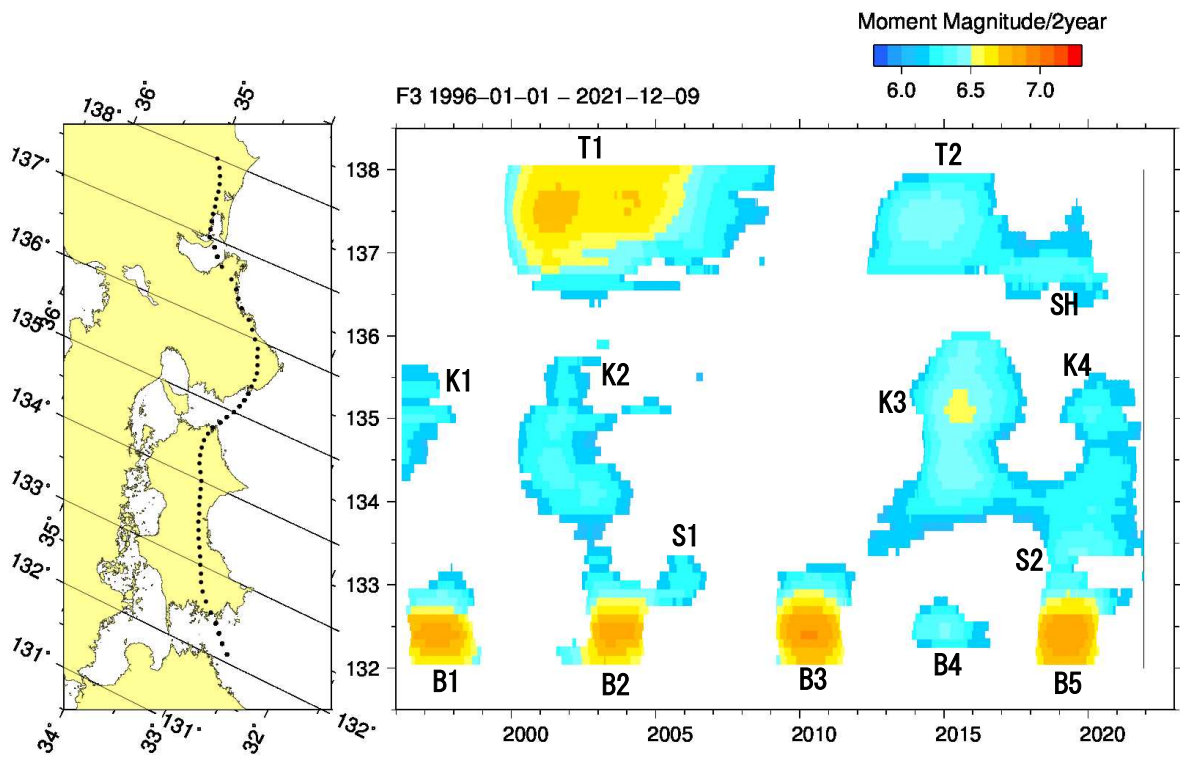 Moment Magnitude/2year
6.0 6.5 7.0
F3 1996–01–01 – 2021–12–09
138° 36° 35°
137°
136°
135° 36°
134°
133°
35°
132°
131°
34° 33° 131° 32° 132°
138
137
136
135
134
133
132
T1
T2
SH
K1
K2
K3
K4
S1
S2
B1
B2
B3
B4
B5
2000 2005 2010 2015 2020